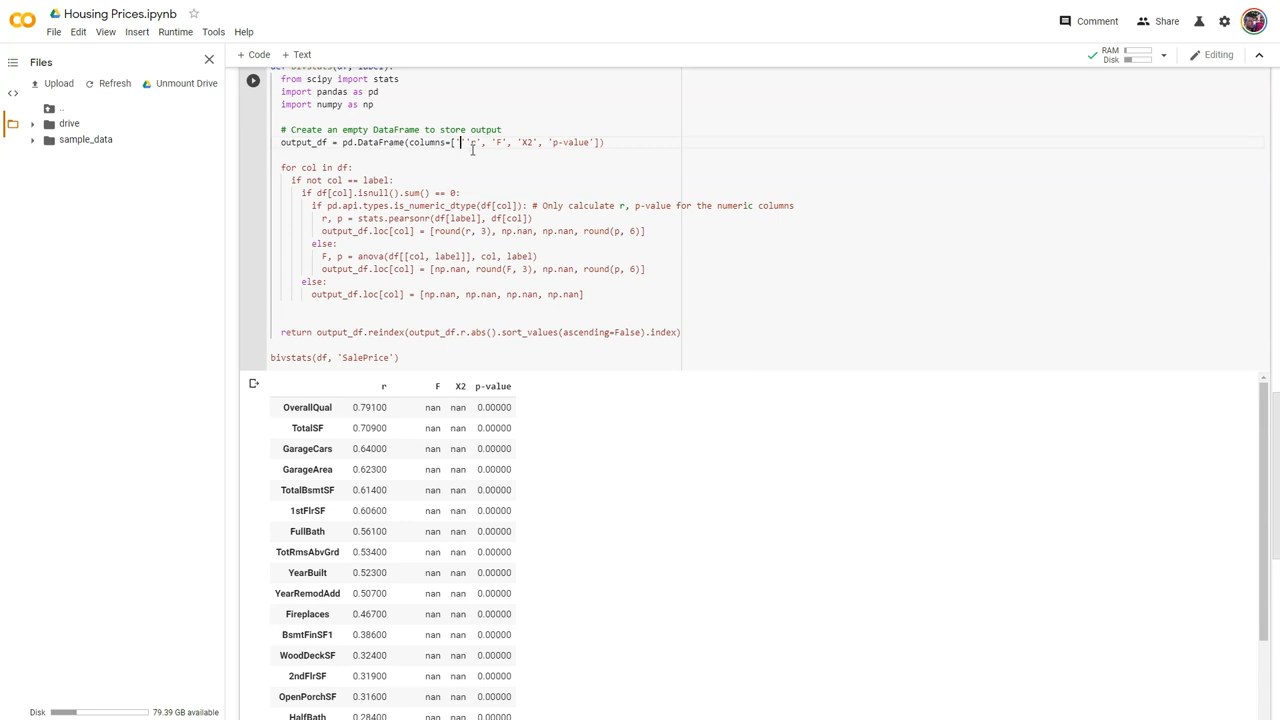 Housing Prices.ipynb
File Edit View Insert Runtime Tools Help
Comment Share
+ Code + Text
RAM
Disk
Editing
Files
Upload Refresh Unmount Drive
..
drive
sample_data
from scipy import stats
import pandas as pd
import numpy as np
# Create an empty DataFrame to store output
output_df = pd.DataFrame(columns=[''r', 'F', 'X2', 'p-value'])
for col in df:
if not col == label:
if df[col].isnull().sum() == 0:
if pd.api.types.is_numeric_dtype(df[col]): # Only calculate r, p-value for the numeric columns
r, p = stats.pearsonr(df[label], df[col])
output_df.loc[col] = [round(r, 3), np.nan, np.nan, round(p, 6)]
else:
F, p = anova(df[[col, label]], col, label)
output_df.loc[col] = [np.nan, round(F, 3), np.nan, round(p, 6)]
else:
output_df.loc[col] = [np.nan, np.nan, np.nan, np.nan]
return output_df.reindex(output_df.r.abs().sort_values(ascending=False).index)
bivstats(df, 'SalePrice')
r F X2 p-value
OverallQual 0.79100 nan nan 0.00000
TotalSF 0.70900 nan nan 0.00000
GarageCars 0.64000 nan nan 0.00000
GarageArea 0.62300 nan nan 0.00000
TotalBsmtSF 0.61400 nan nan 0.00000
1stFlrSF 0.60600 nan nan 0.00000
FullBath 0.56100 nan nan 0.00000
TotRmsAbvGrd 0.53400 nan nan 0.00000
YearBuilt 0.52300 nan nan 0.00000
YearRemodAdd 0.50700 nan nan 0.00000
Fireplaces 0.46700 nan nan 0.00000
BsmtFinSF1 0.38600 nan nan 0.00000
WoodDeckSF 0.32400 nan nan 0.00000
2ndFlrSF 0.31900 nan nan 0.00000
OpenPorchSF 0.31600 nan nan 0.00000
HalfBath 0.28400 nan nan 0.00000
Disk 79.39 GB available